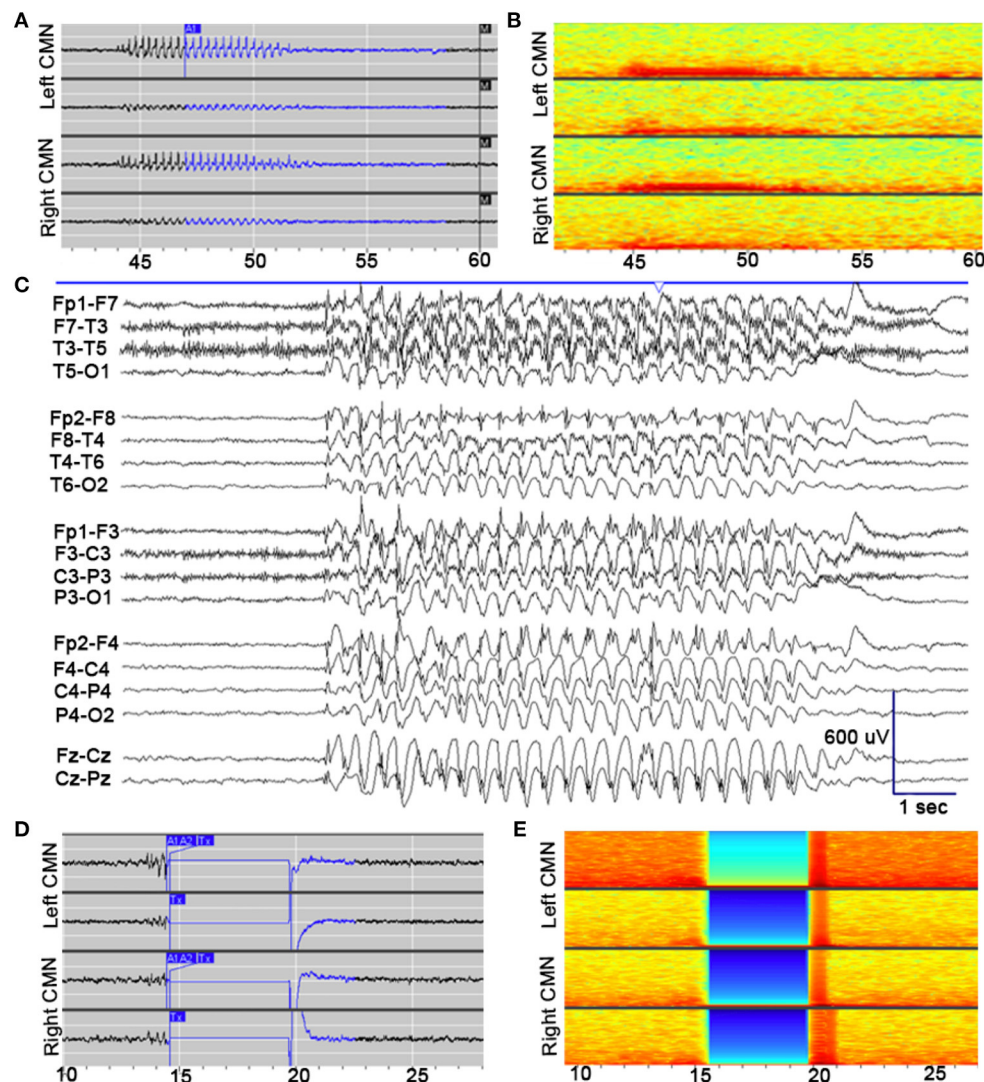 A
Left CMN
Right CMN
A1
M
M
M
M
45 50 55 60
B
Left CMN
Right CMN
45 50 55 60
C
Fp1-F7
F7-T3
T3-T5
T5-O1
Fp2-F8
F8-T4
T4-T6
T6-O2
Fp1-F3
F3-C3
C3-P3
P3-O1
Fp2-F4
F4-C4
C4-P4
P4-O2
Fz-Cz
Cz-Pz
600 uV
1 sec
D
Left CMN
Right CMN
A1 A2 Tx
Tx
A1 A2 Tx
Tx
10 15 20 25
E
Left CMN
Right CMN
10 15 20 25